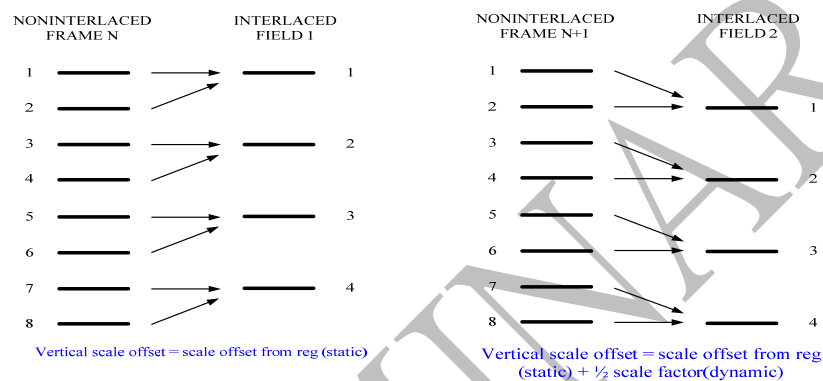 NONINTERLACED
FRAME N
INTERLACED
FIELD 1
1
2
3
4
5
6
7
8
1
2
3
4
Vertical scale offset = scale offset from reg (static)
NONINTERLACED
FRAME N+1
INTERLACED
FIELD 2
1
2
3
4
5
6
7
8
1
2
3
4
Vertical scale offset = scale offset from reg
(static) + ½ scale factor(dynamic)
INAR